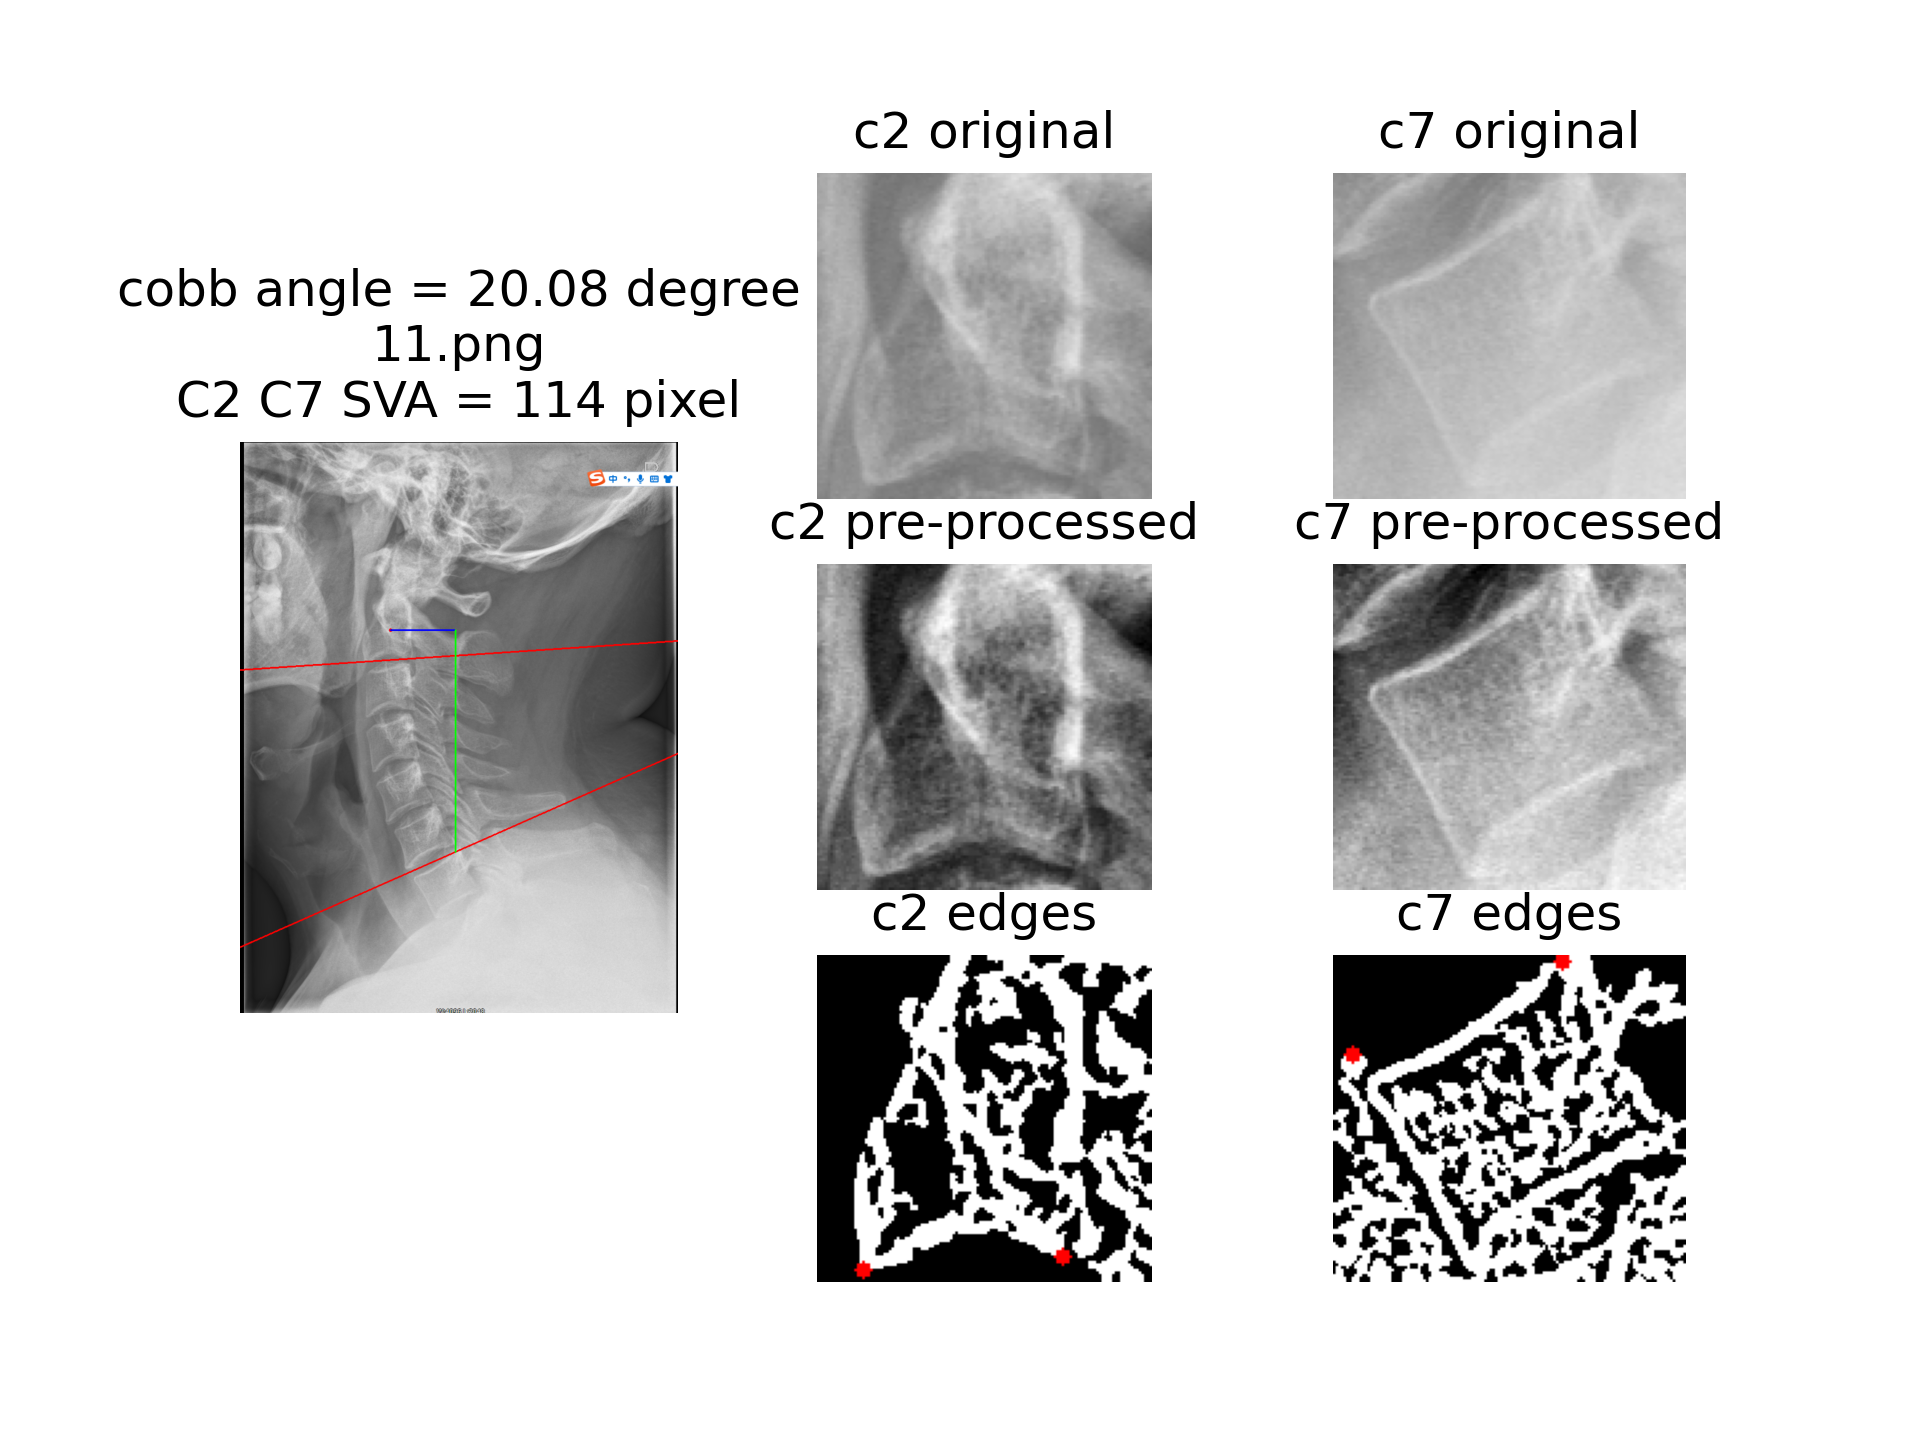 cobb angle = 20.08 degree
11.png
C2 C7 SVA = 114 pixel
中
c2 original
c7 original
c2 pre-processed
c7 pre-processed
c2 edges
c7 edges